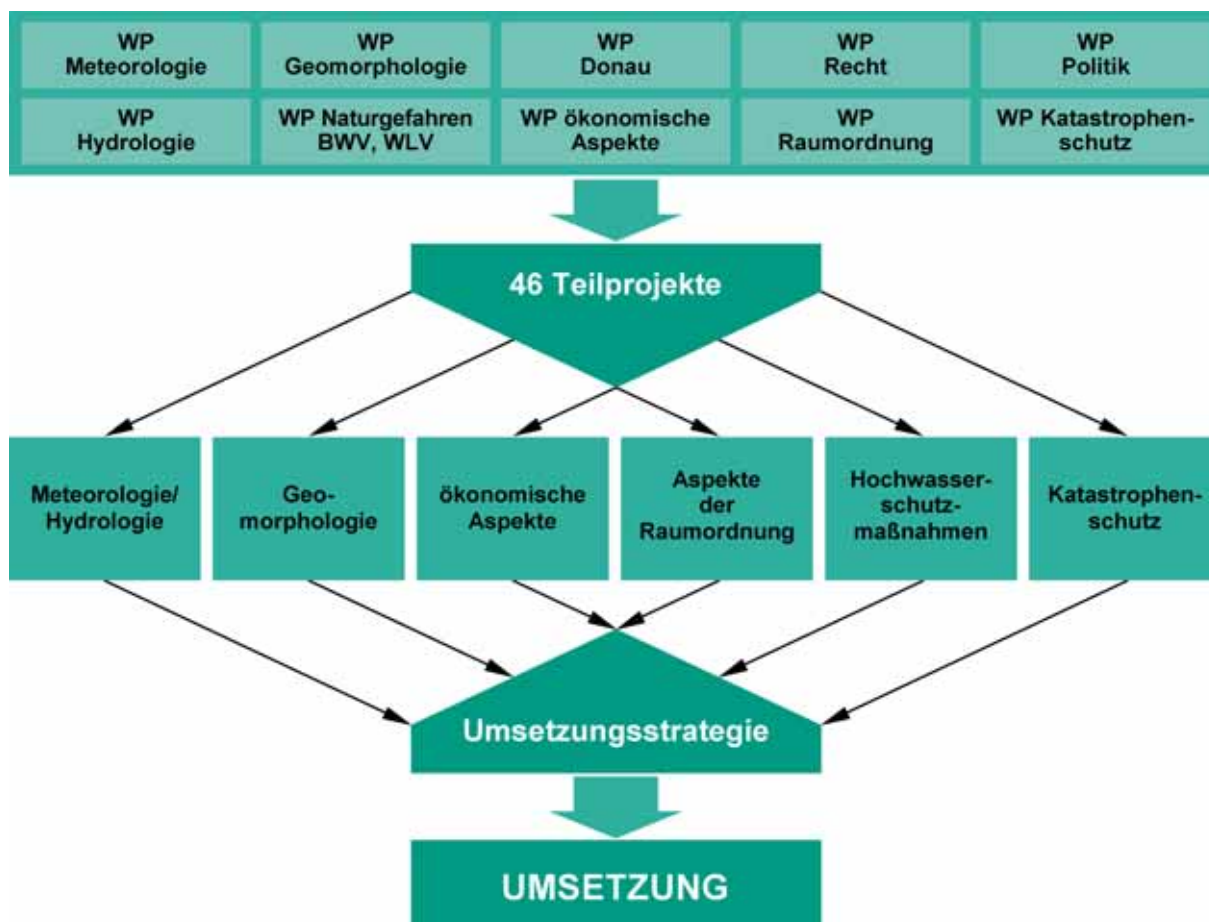 WP
Meteorologie
WP
Geomorphologie
WP
Donau
WP
Recht
WP
Politik
WP
Hydrologie
WP Naturgefahren
BWV, WLV
WP ökonomische
Aspekte
WP
Raumordnung
WP Katastrophen-
schutz
46 Teilprojekte
Meteorologie/
Hydrologie
Geo-
morphologie
ökonomische
Aspekte
Aspekte
der
Raumordnung
Hochwasser-
schutz-
maßnahmen
Katastrophen-
schutz
Umsetzungsstrategie
UMSETZUNG